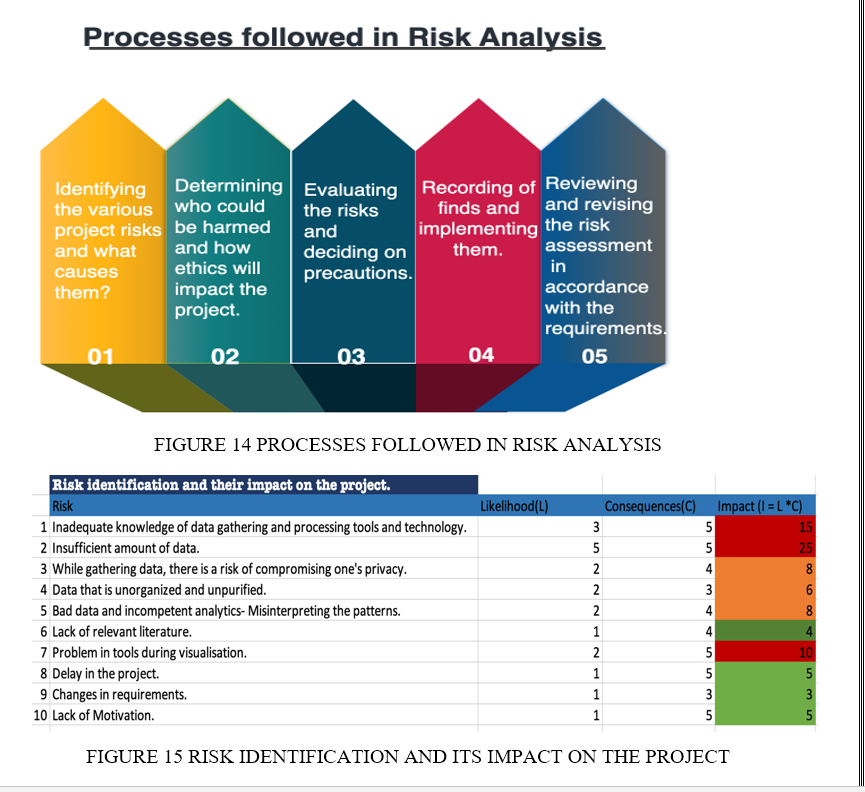 Processes followed in Risk Analysis
Identifying
the various
project risks
and what
causes
them?
01
Determining
who could
be harmed
and how
ethics will
impact the
project.
02
Evaluating
the risks
and
deciding on
precautions.
03
Recording of
finds and
implementing
them.
04
Reviewing
and revising
the risk
assessment
in
accordance
with the
requirements.
05
FIGURE 14 PROCESSES FOLLOWED IN RISK ANALYSIS
Risk identification and their impact on the project.
Risk Likelihood(L) Consequences(C) Impact (I = L *C)
1 Inadequate knowledge of data gathering and processing tools and technology. 3 5 15
2 Insufficient amount of data. 5 5 25
3 While gathering data, there is a risk of compromising one's privacy. 2 4 8
4 Data that is unorganized and unpurified. 2 3 6
5 Bad data and incompetent analytics- Misinterpreting the patterns. 2 4 8
6 Lack of relevant literature. 1 4 4
7 Problem in tools during visualisation. 2 5 10
8 Delay in the project. 1 5 5
9 Changes in requirements. 1 3 3
10 Lack of Motivation. 1 5 5
FIGURE 15 RISK IDENTIFICATION AND ITS IMPACT ON THE PROJECT